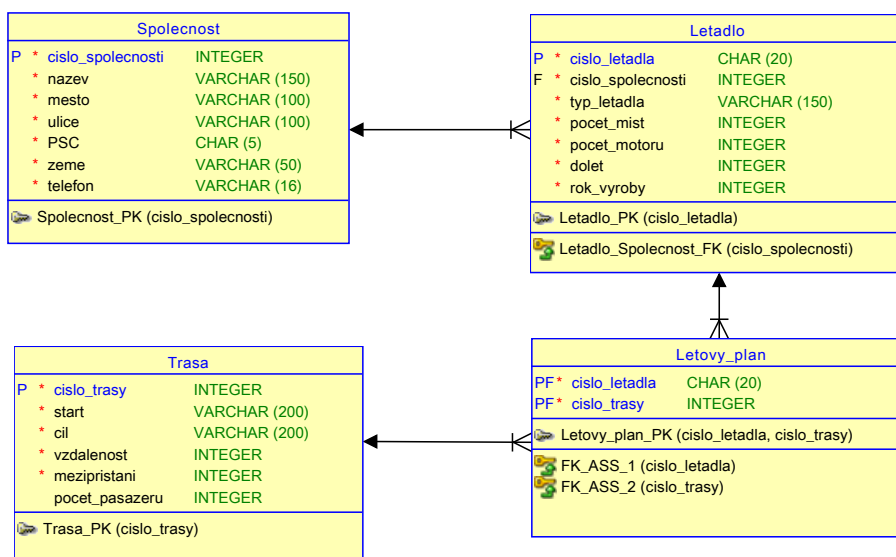 Spolecnost
P * cislo_spolecnosti INTEGER
* nazev VARCHAR (150)
* mesto VARCHAR (100)
* ulice VARCHAR (100)
* PSC CHAR (5)
* zeme VARCHAR (50)
* telefon VARCHAR (16)
Spolecnost_PK (cislo_spolecnosti)
Letadlo
P * cislo_letadla CHAR (20)
F * cislo_spolecnosti INTEGER
* typ_letadla VARCHAR (150)
* pocet_mist INTEGER
* pocet_motoru INTEGER
* dolet INTEGER
* rok_vyroby INTEGER
Letadlo_PK (cislo_letadla)
Letadlo_Spolecnost_FK (cislo_spolecnosti)
Trasa
P * cislo_trasy INTEGER
* start VARCHAR (200)
* cil VARCHAR (200)
* vzdalenost INTEGER
* mezipristani INTEGER
pocet_pasazeru INTEGER
Trasa_PK (cislo_trasy)
Letovy_plan
PF* cislo_letadla CHAR (20)
PF* cislo_trasy INTEGER
Letovy_plan_PK (cislo_letadla, cislo_trasy)
FK_ASS_1 (cislo_letadla)
FK_ASS_2 (cislo_trasy)